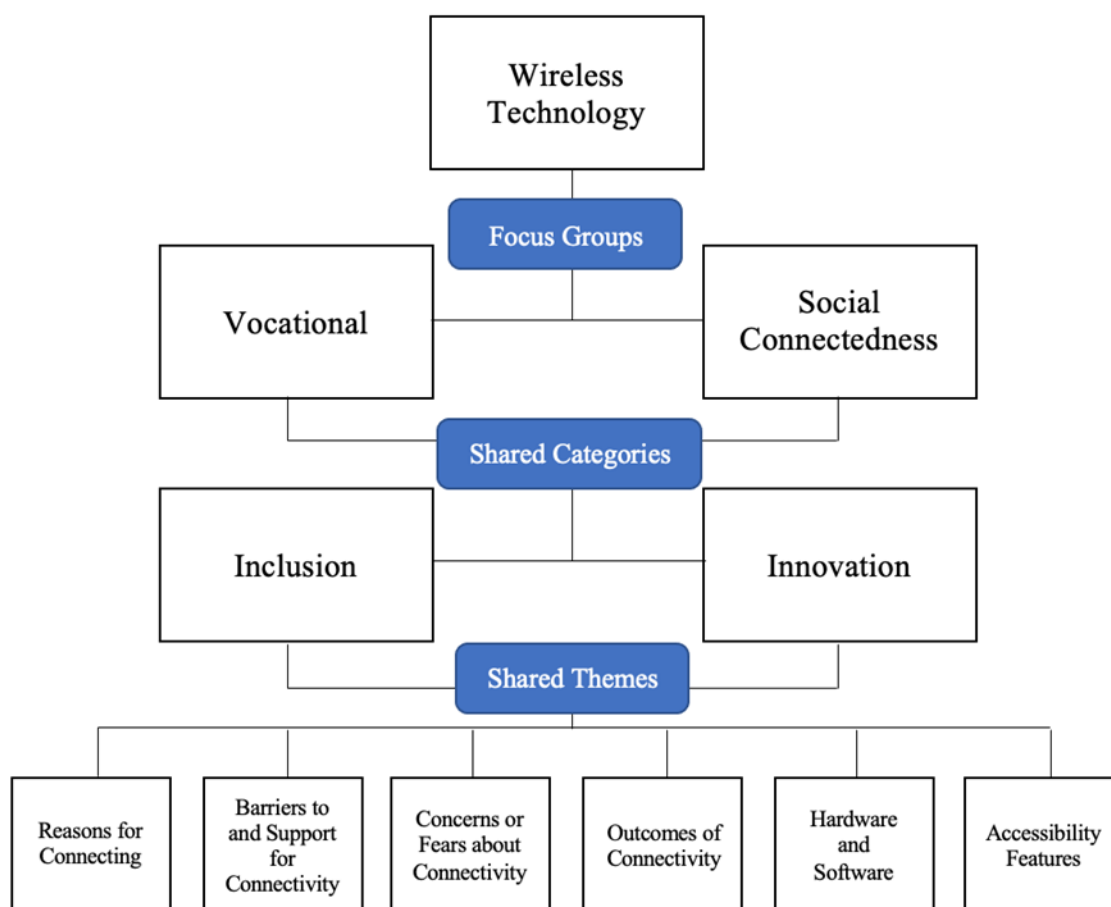 Wireless
Technology
Focus Groups
Vocational
Social
Connectedness
Shared Categories
Inclusion
Innovation
Shared Themes
Reasons for
Connecting
Barriers to
and Support
for
Connectivity
Concerns or
Fears about
Connectivity
Outcomes of
Connectivity
Hardware
and
Software
Accessibility
Features